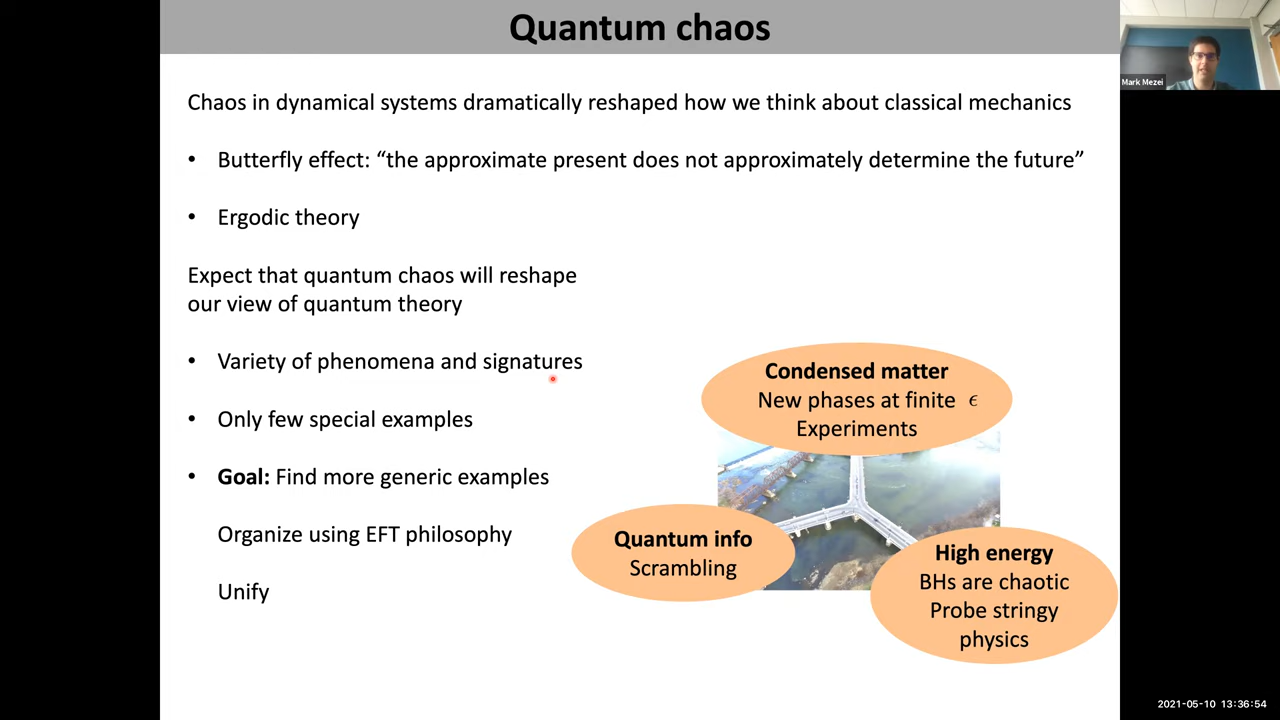 Quantum chaos
Mark Mezei
Chaos in dynamical systems dramatically reshaped how we think about classical mechanics
• Butterfly effect: “the approximate present does not approximately determine the future”
• Ergodic theory
Expect that quantum chaos will reshape
our view of quantum theory
• Variety of phenomena and signatures
• Only few special examples
• Goal: Find more generic examples
Organize using EFT philosophy
Unify
Condensed matter
New phases at finite ϵ
Experiments
Quantum info
Scrambling
High energy
BHs are chaotic
Probe stringy
physics
2021-05-10 13:36:54